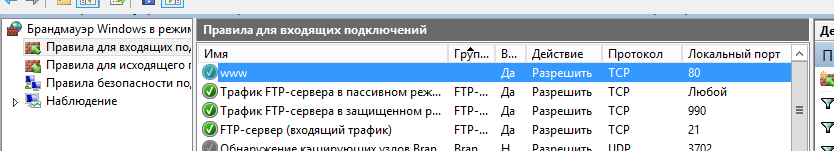 Брандмауэр Windows в режим
Правила для входящих под
Правила для исходящего п
Правила безопасности под
Наблюдение
Правила для входящих подключений
Имя Груп... В... Действие Протокол Локальный порт
www Да Разрешить TCP 80
Трафик FTP-сервера в пассивном реж... FTP-... Да Разрешить TCP Любой
Трафик FTP-сервера в защищенном р... FTP-... Да Разрешить TCP 990
FTP-сервер (входящий трафик) FTP-... Да Разрешить TCP 21
Обнаружение кэширующих узлов Bran... Bran... Н... Разрешить UDP 3702
Де
П